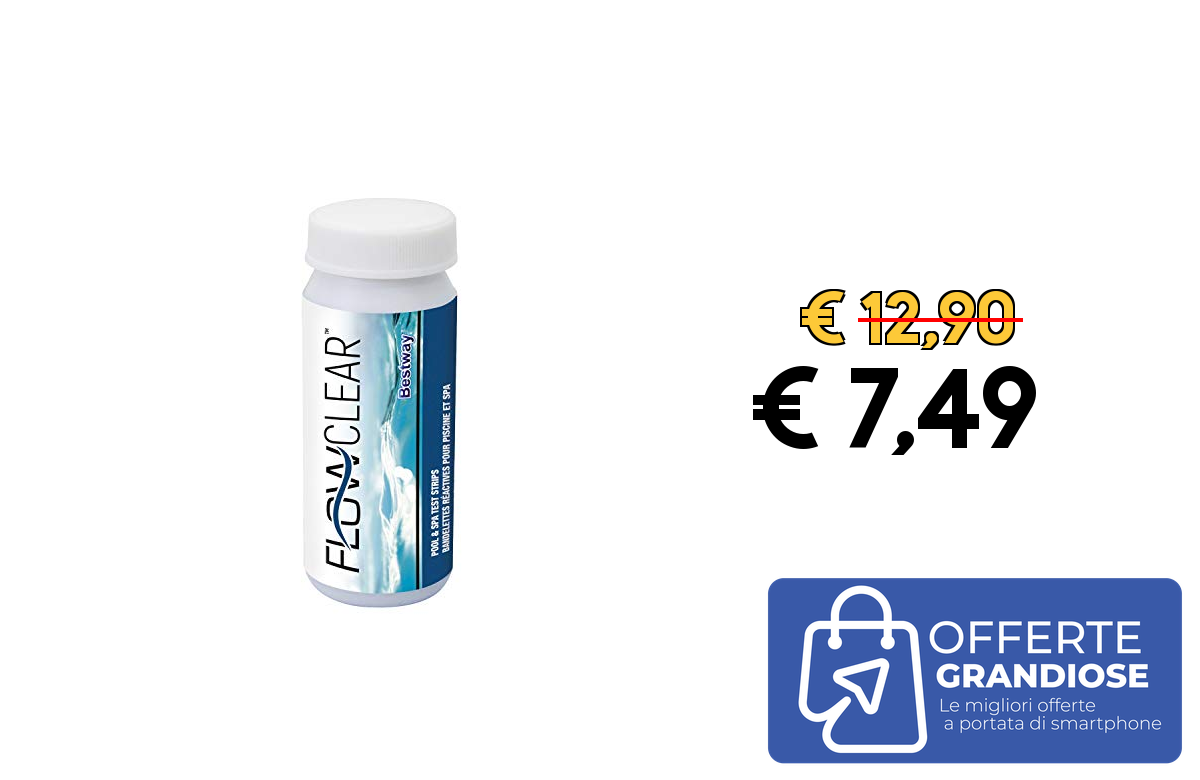 FLOWCLEAR™
Bestway
POOL & SPA TEST STRIPS
BANDELETTES RÉACTIVES POUR PISCINE ET SPA
€ 12,90
€ 7,49
OFFERTE
GRANDIOSE
Le migliori offerte
a portata di smartphone